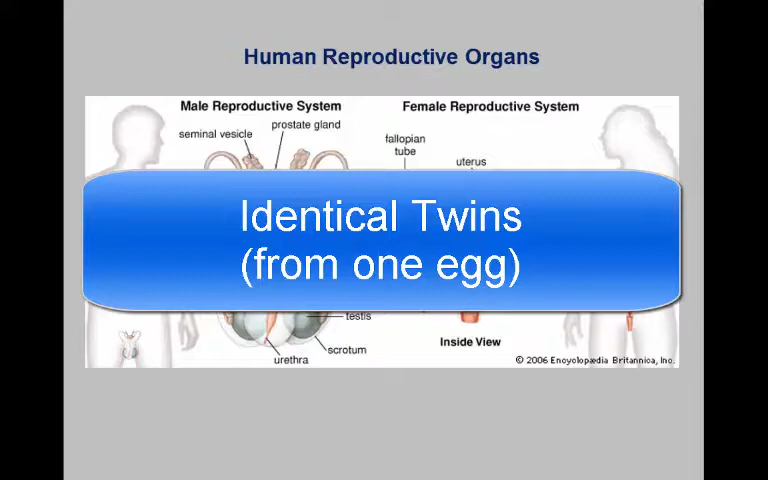 Human Reproductive Organs
Male Reproductive System
Female Reproductive System
seminal vesicle
prostate gland
fallopian
tube
uterus
Identical Twins
(from one egg)
testis
scrotum
urethra
Inside View
© 2006 Encyclopædia Britannica, Inc.